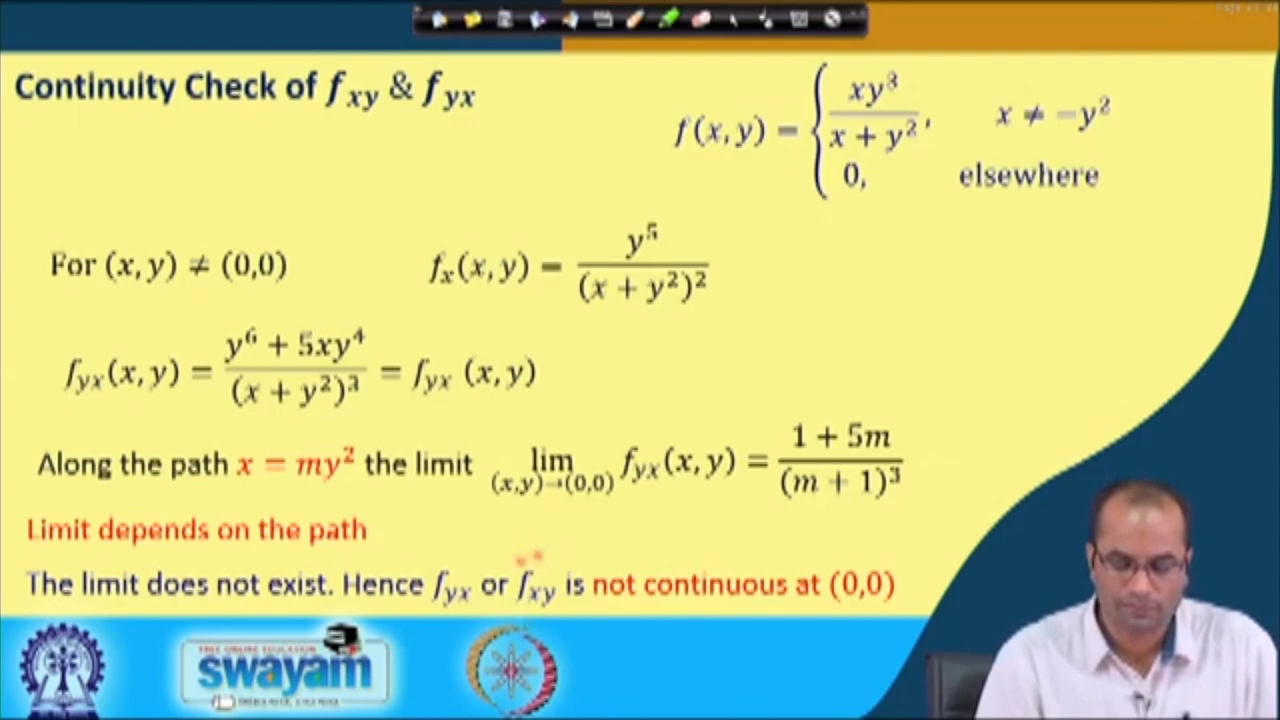 Continuity Check of f_xy & f_yx
f(x, y) = { xy³ / (x + y²), x ≠ −y²
0, elsewhere
For (x, y) ≠ (0,0) f_x(x, y) = y⁵ / (x + y²)²
f_yx(x, y) = (y⁶ + 5xy⁴) / (x + y²)³ = f_yx (x, y)
Along the path x = my² the limit lim_(x,y)→(0,0) f_yx(x, y) = (1 + 5m) / (m + 1)³
Limit depends on the path
The limit does not exist. Hence f_yx or f_xy is not continuous at (0,0)
FREE ONLINE EDUCATION
swayam